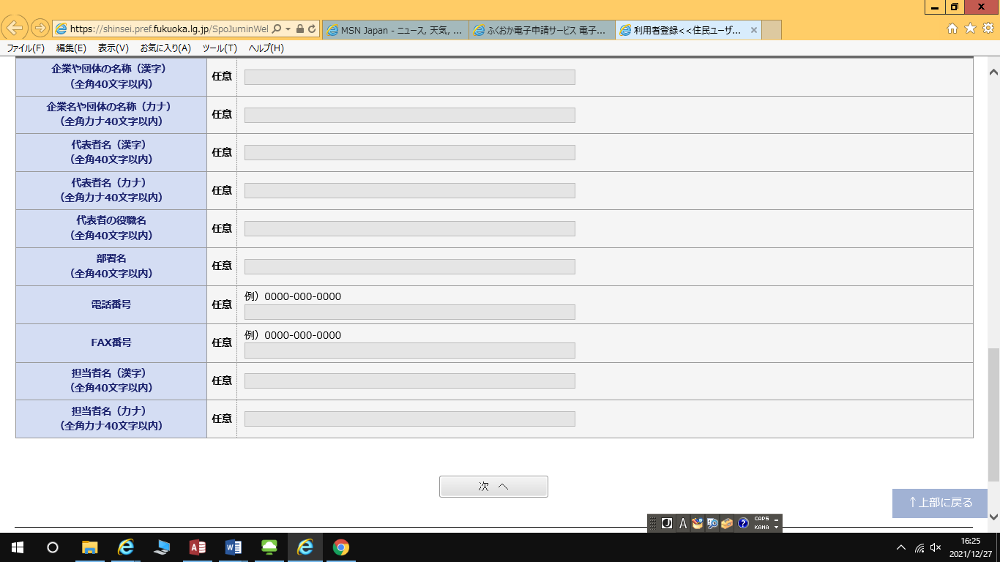 https://shinsei.pref.fukuoka.lg.jp/SpoJuminWel
MSN Japan - ニュース, 天気, ...
ふくおか電子申請サービス 電子...
利用者登録<<住民ユーザ...
ファイル(F) 編集(E) 表示(V) お気に入り(A) ツール(T) ヘルプ(H)
企業や団体の名称（漢字）
（全角40文字以内）
任意
企業名や団体の名称（カナ）
（全角カナ40文字以内）
任意
代表者名（漢字）
（全角40文字以内）
任意
代表者名（カナ）
（全角カナ40文字以内）
任意
代表者の役職名
（全角40文字以内）
任意
部署名
（全角40文字以内）
任意
電話番号
任意
例）0000-000-0000
FAX番号
任意
例）0000-000-0000
担当者名（漢字）
（全角40文字以内）
任意
担当者名（カナ）
（全角カナ40文字以内）
任意
次 へ
↑上部に戻る
A
CAPS
KANA
16:25
2021/12/27